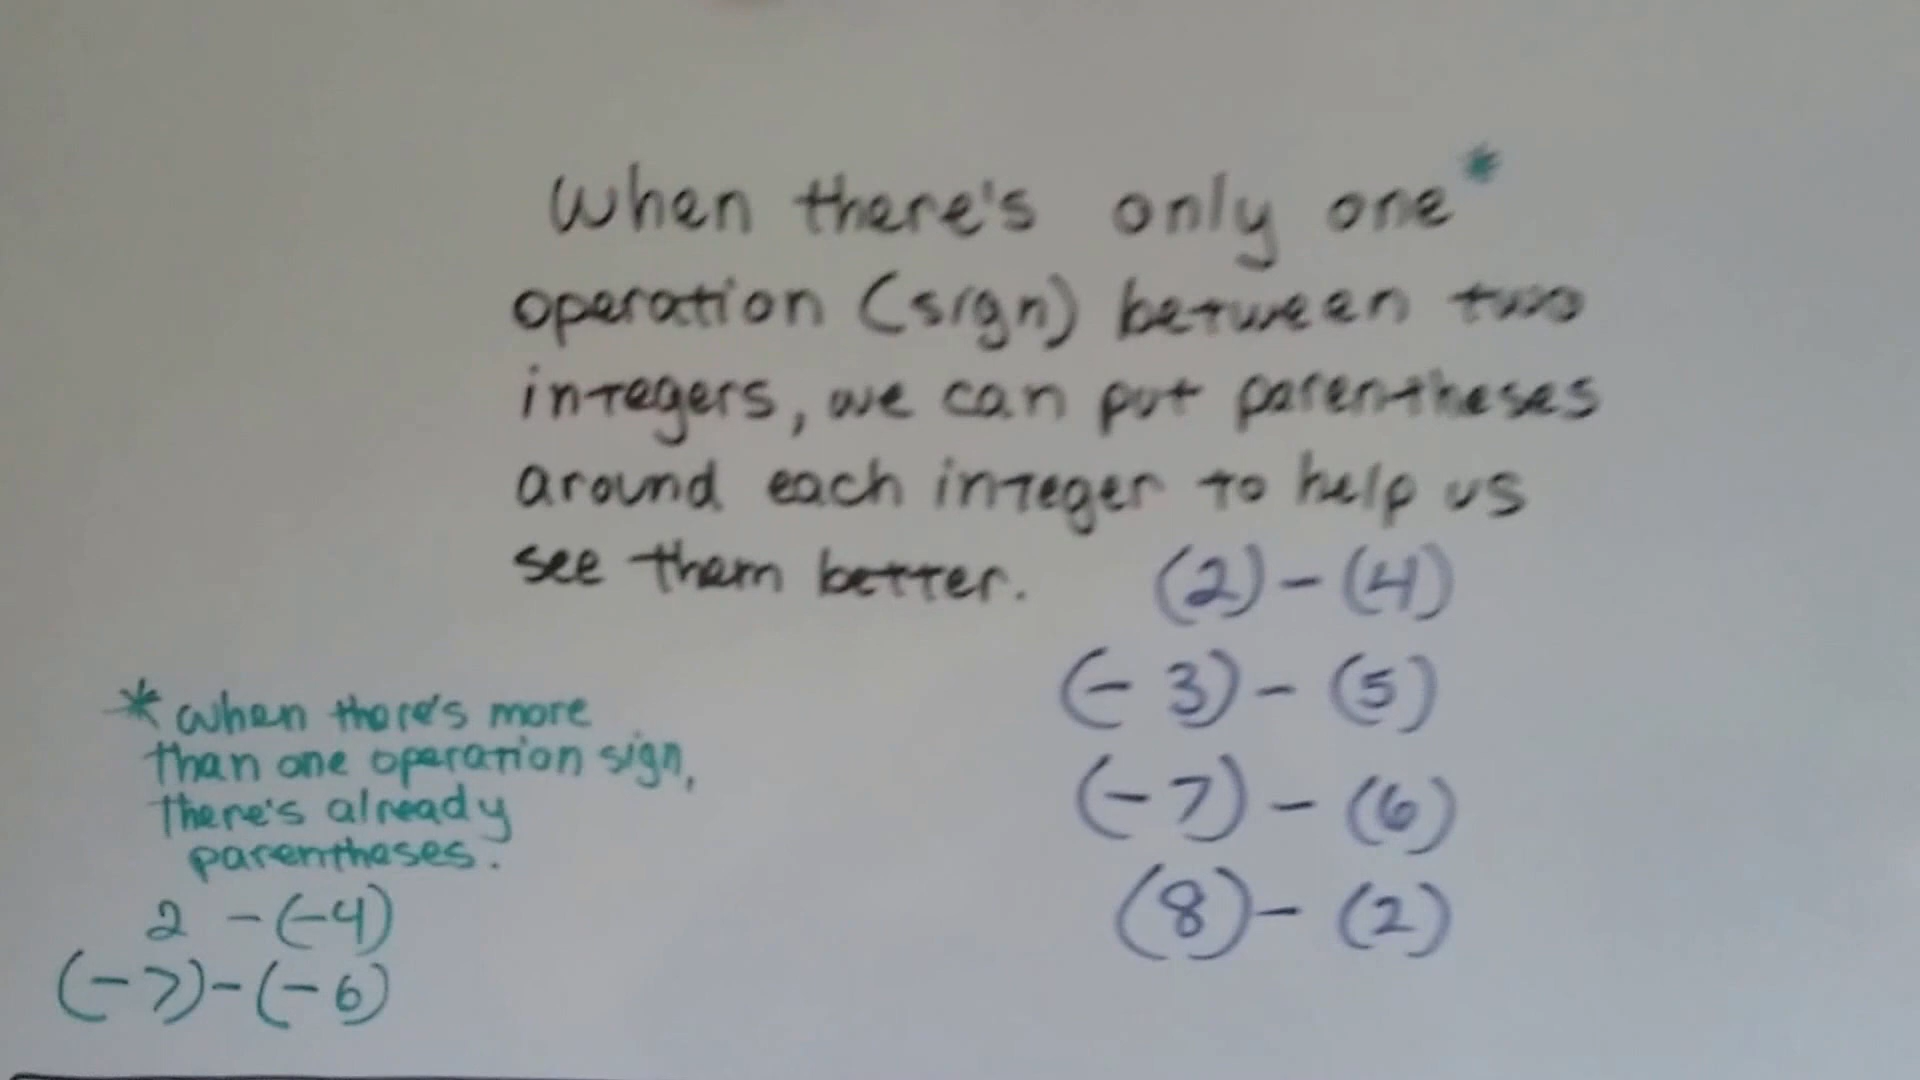 When there's only one*
operation (sign) between two
integers, we can put parentheses
around each integer to help us
see them better.
(2) - (4)
(- 3) - (5)
(- 7) - (6)
(8) - (2)
* When there's more
than one operation sign,
there's already
parentheses.
2 - (-4)
(-7) - (-6)